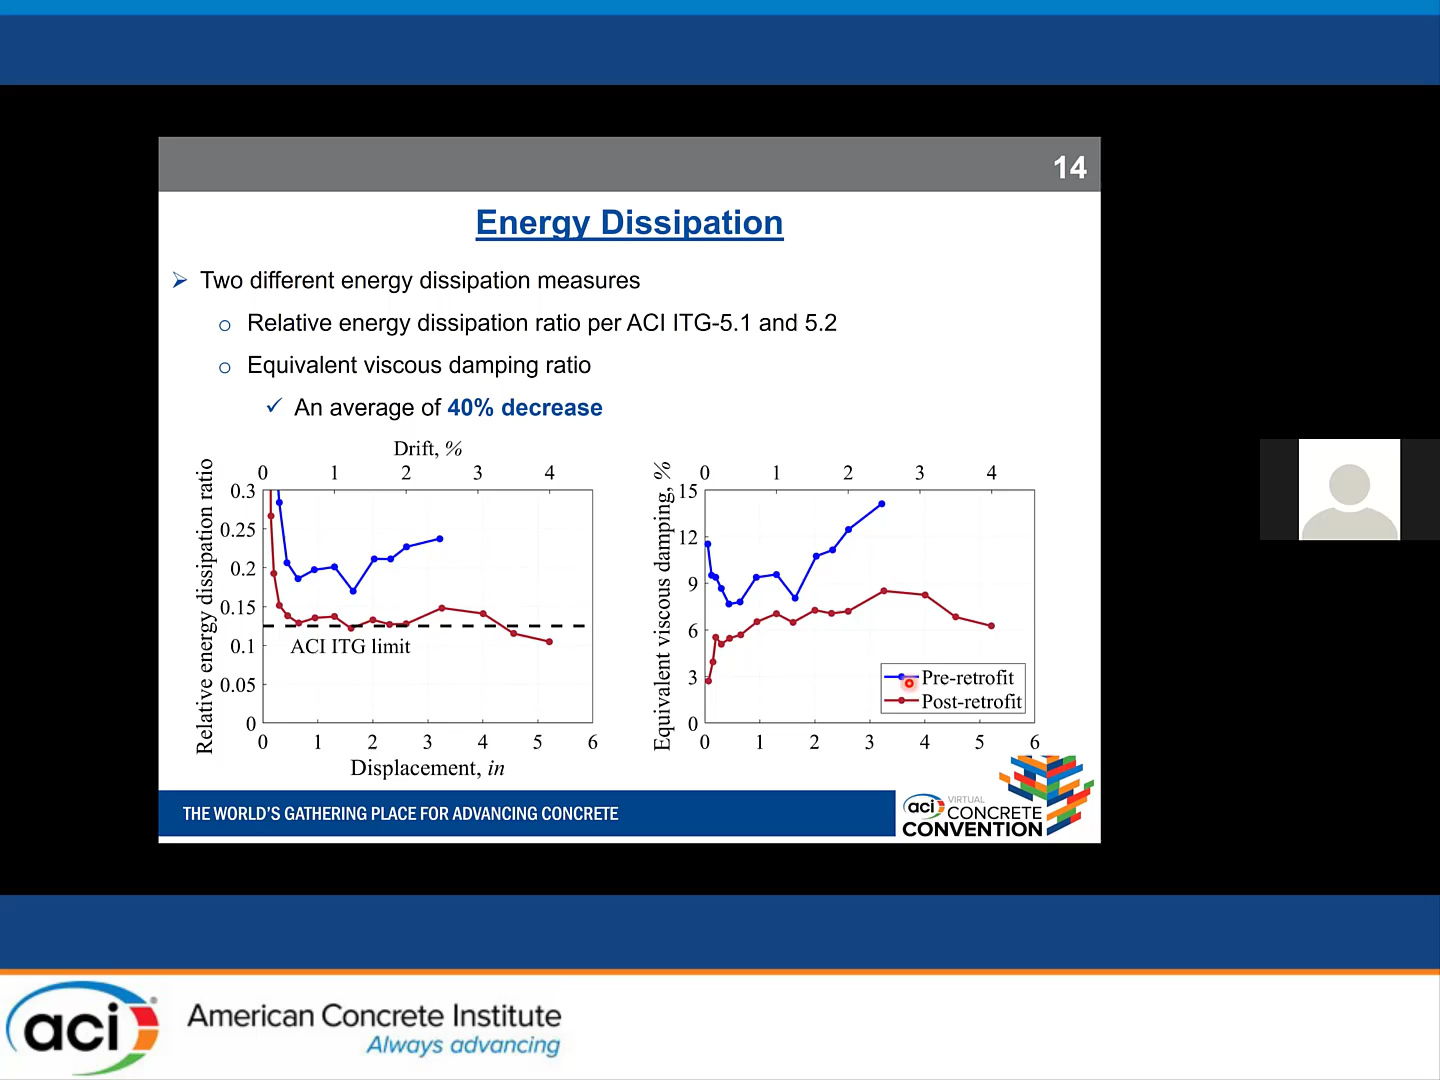 14
Energy Dissipation
Two different energy dissipation measures
Relative energy dissipation ratio per ACI ITG-5.1 and 5.2
Equivalent viscous damping ratio
An average of 40% decrease
Drift, %
0 1 2 3 4
Relative energy dissipation ratio
0.3
0.25
0.2
0.15
0.1
0.05
0
ACI ITG limit
0 1 2 3 4 5 6
Displacement, in
0 1 2 3 4
Equivalent viscous damping, %
15
12
9
6
3
0
Pre-retrofit
Post-retrofit
0 1 2 3 4 5 6
THE WORLD'S GATHERING PLACE FOR ADVANCING CONCRETE
aci VIRTUAL
CONCRETE
CONVENTION
aci
American Concrete Institute
Always advancing